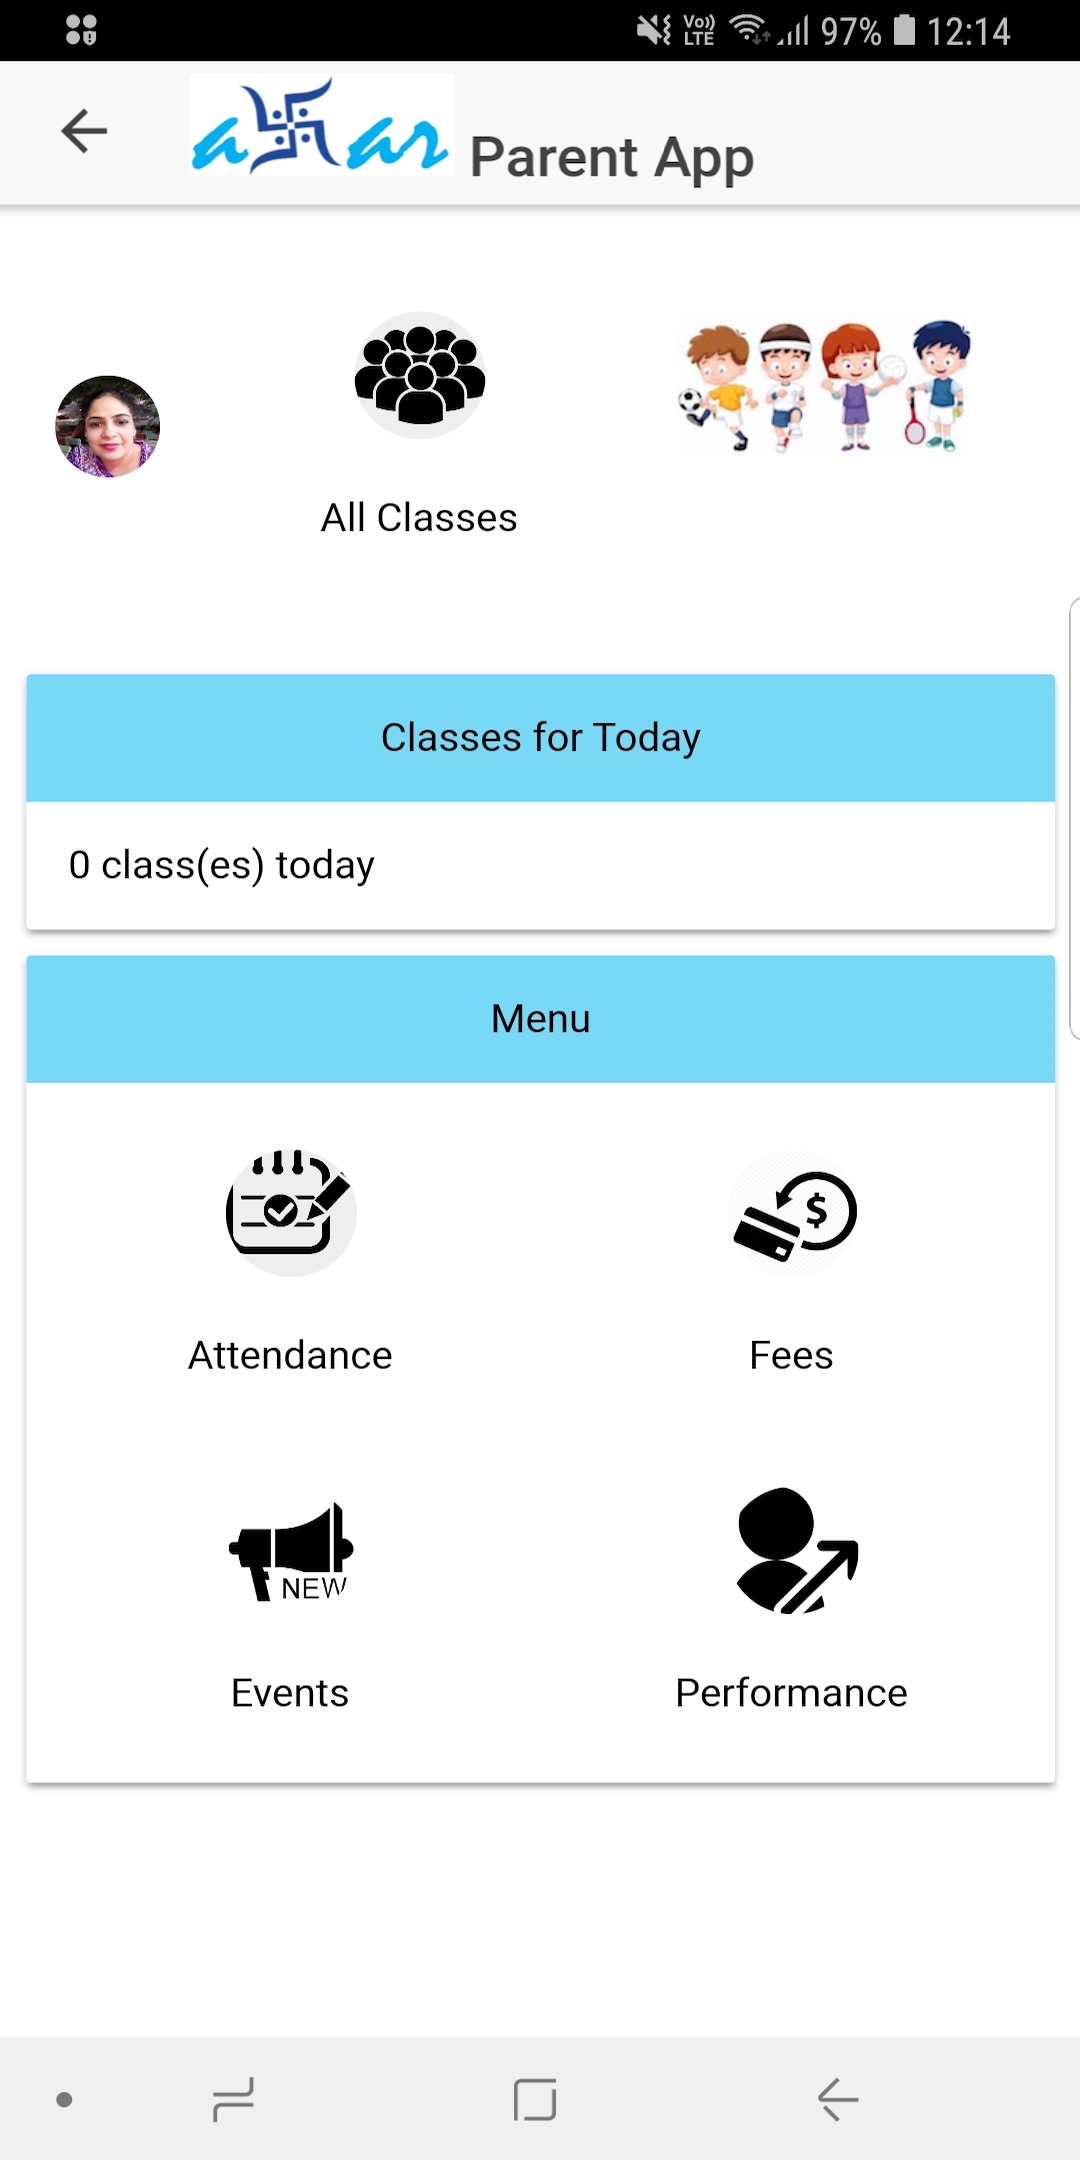 Vo)) LTE 97% 12:14
Parent App
All Classes
Classes for Today
0 class(es) today
Menu
$
Attendance
Fees
NEW
Events
Performance